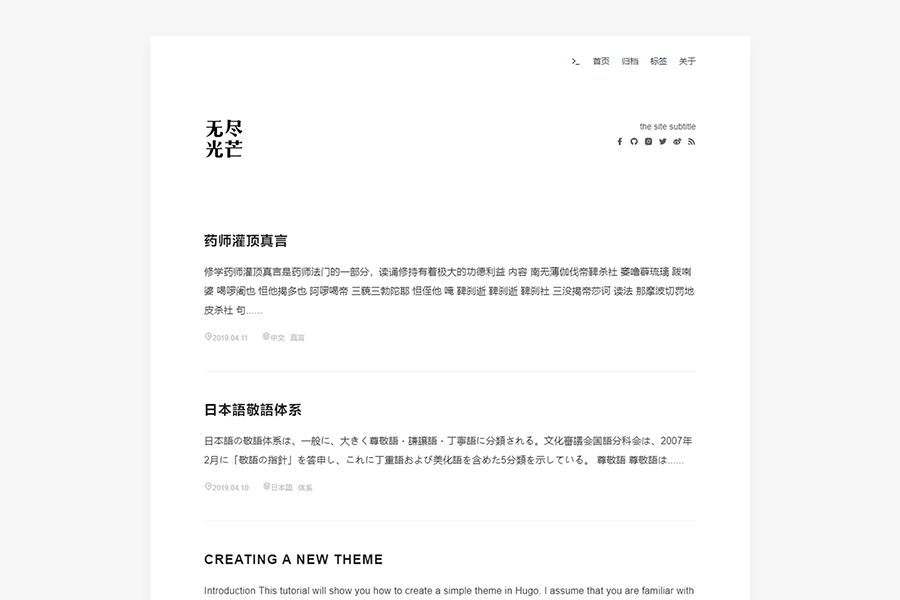 >_ 首页 归档 标签 关于
无尽
光芒
the site subtitle
药师灌顶真言
修学药师灌顶真言是药师法门的一部分，读诵修持有着极大的功德利益 内容 南无薄伽伐帝鞞杀社 窭噜薜琉璃 跋喇
婆 喝啰阇也 怛他揭多也 阿啰喝帝 三藐三勃陀耶 怛侄他 唵 鞞刹逝 鞞刹逝 鞞刹社 三没揭帝莎诃 读法 那摩波切罚地
皮杀社 句......
2019.04.11 中文 真言
日本語敬語体系
日本語の敬語体系は、一般に、大きく尊敬語・謙譲語・丁寧語に分類される。文化審議会国語分科会は、2007年
2月に「敬語の指針」を答申し、これに丁重語および美化語を含めた5分類を示している。 尊敬語 尊敬語は......
2019.04.10 日本語 体系
CREATING A NEW THEME
Introduction This tutorial will show you how to create a simple theme in Hugo. I assume that you are familiar with